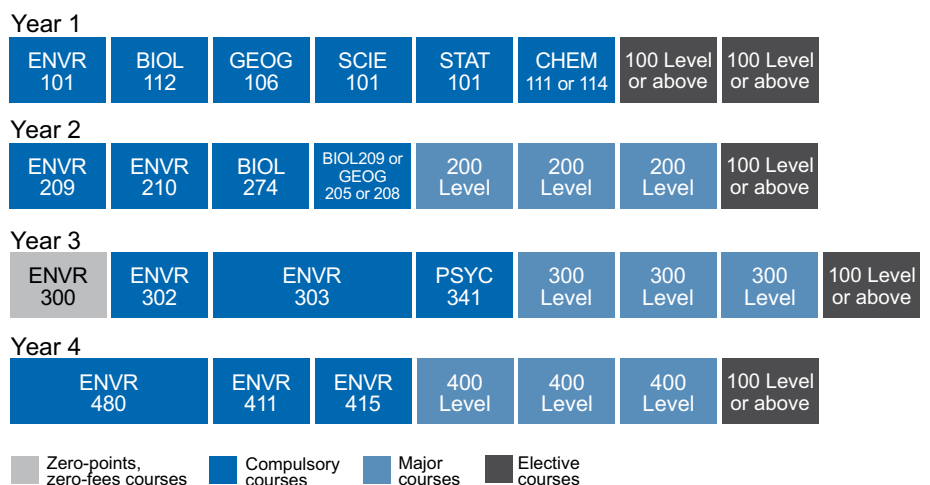 Year 1
ENVR 101
BIOL 112
GEOG 106
SCIE 101
STAT 101
CHEM 111 or 114
100 Level or above
100 Level or above
Year 2
ENVR 209
ENVR 210
BIOL 274
BIOL209 or GEOG 205 or 208
200 Level
200 Level
200 Level
100 Level or above
Year 3
ENVR 300
ENVR 302
ENVR 303
PSYC 341
300 Level
300 Level
300 Level
100 Level or above
Year 4
ENVR 480
ENVR 411
ENVR 415
400 Level
400 Level
400 Level
100 Level or above
Zero-points, zero-fees courses
Compulsory courses
Major courses
Elective courses